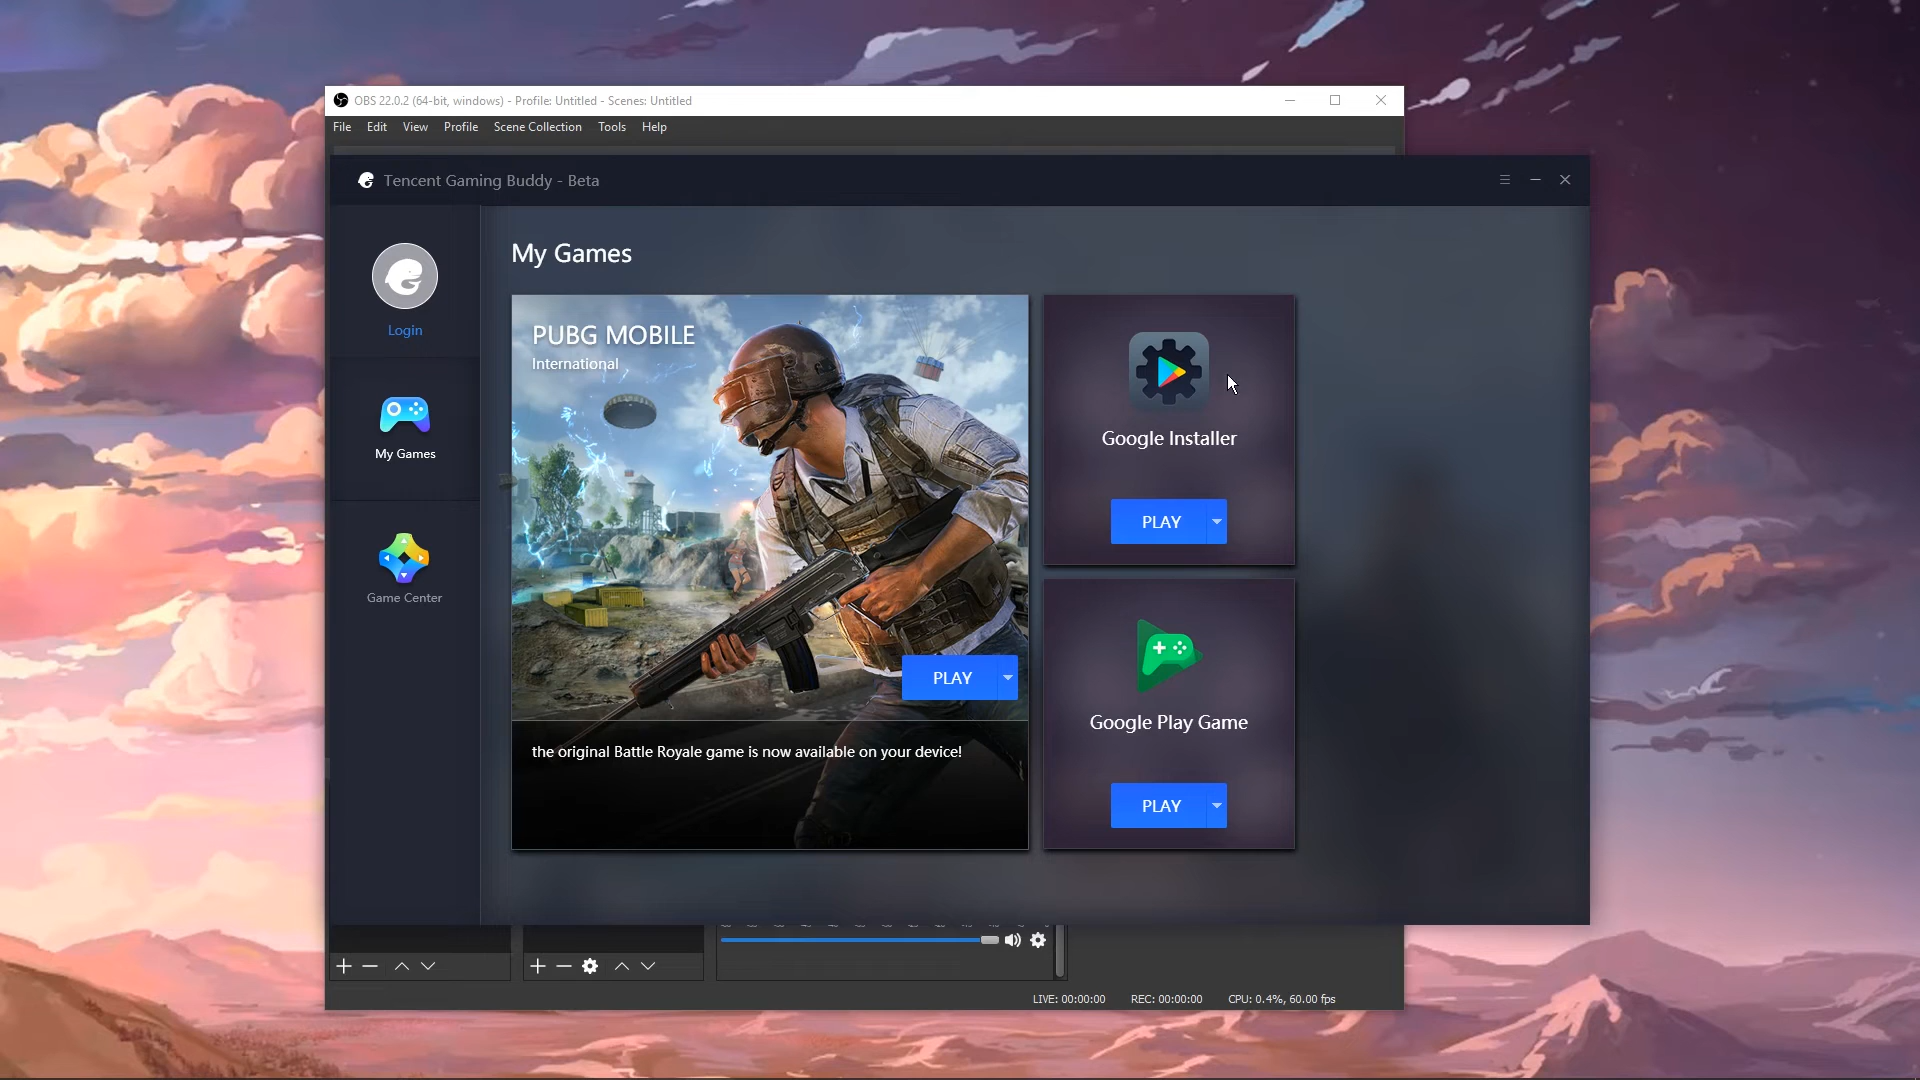 OBS 22.0.2 (64-bit, windows) - Profile: Untitled - Scenes: Untitled
File Edit View Profile Scene Collection Tools Help
Tencent Gaming Buddy - Beta
Login
My Games
Game Center
My Games
PUBG MOBILE
International
PLAY
the original Battle Royale game is now available on your device!
Google Installer
PLAY
Google Play Game
PLAY
LIVE: 00:00:00 REC: 00:00:00 CPU: 0.4%, 60.00 fps